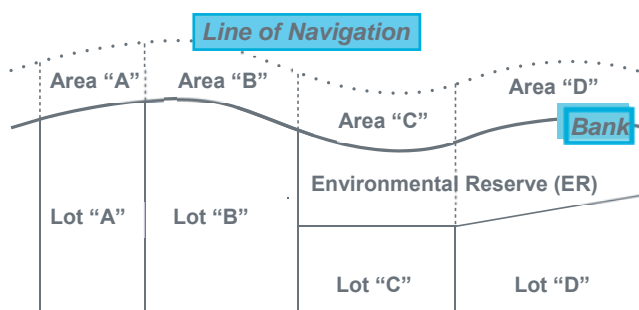 Line of Navigation
Area “A”
Area “B”
Area “D”
Area “C”
Bank
Environmental Reserve (ER)
Lot “A”
Lot “B”
Lot “C”
Lot “D”